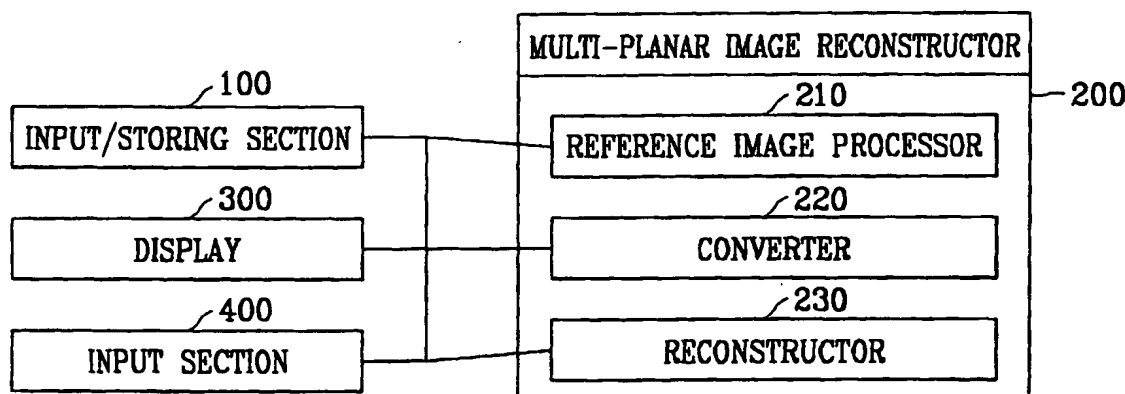 MULTI-PLANAR IMAGE RECONSTRUCTOR
100
200
INPUT/STORING SECTION
210
REFERENCE IMAGE PROCESSOR
300
220
DISPLAY
CONVERTER
400
230
INPUT SECTION
RECONSTRUCTOR